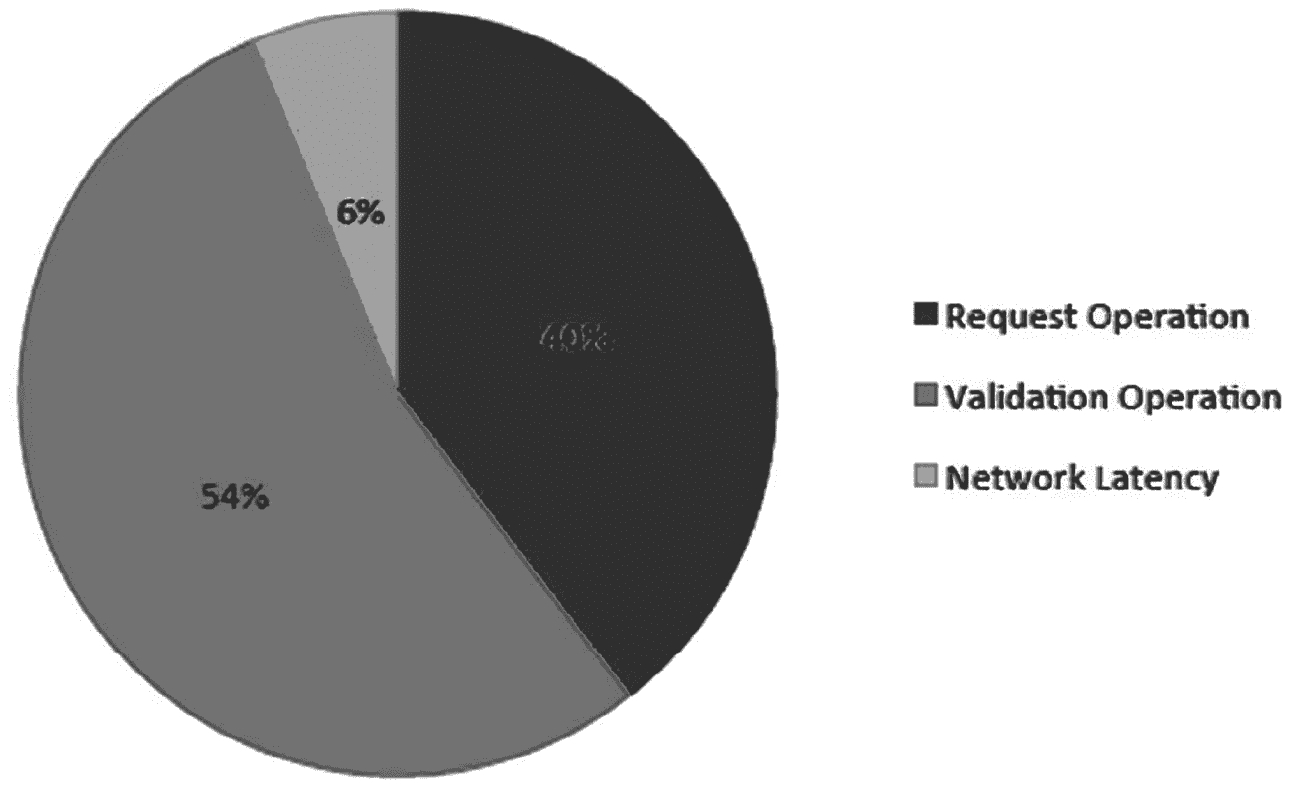 6%
40%
54%
Request Operation
Validation Operation
Network Latency